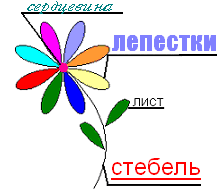 сердцевина
лепестки
лист
стебель